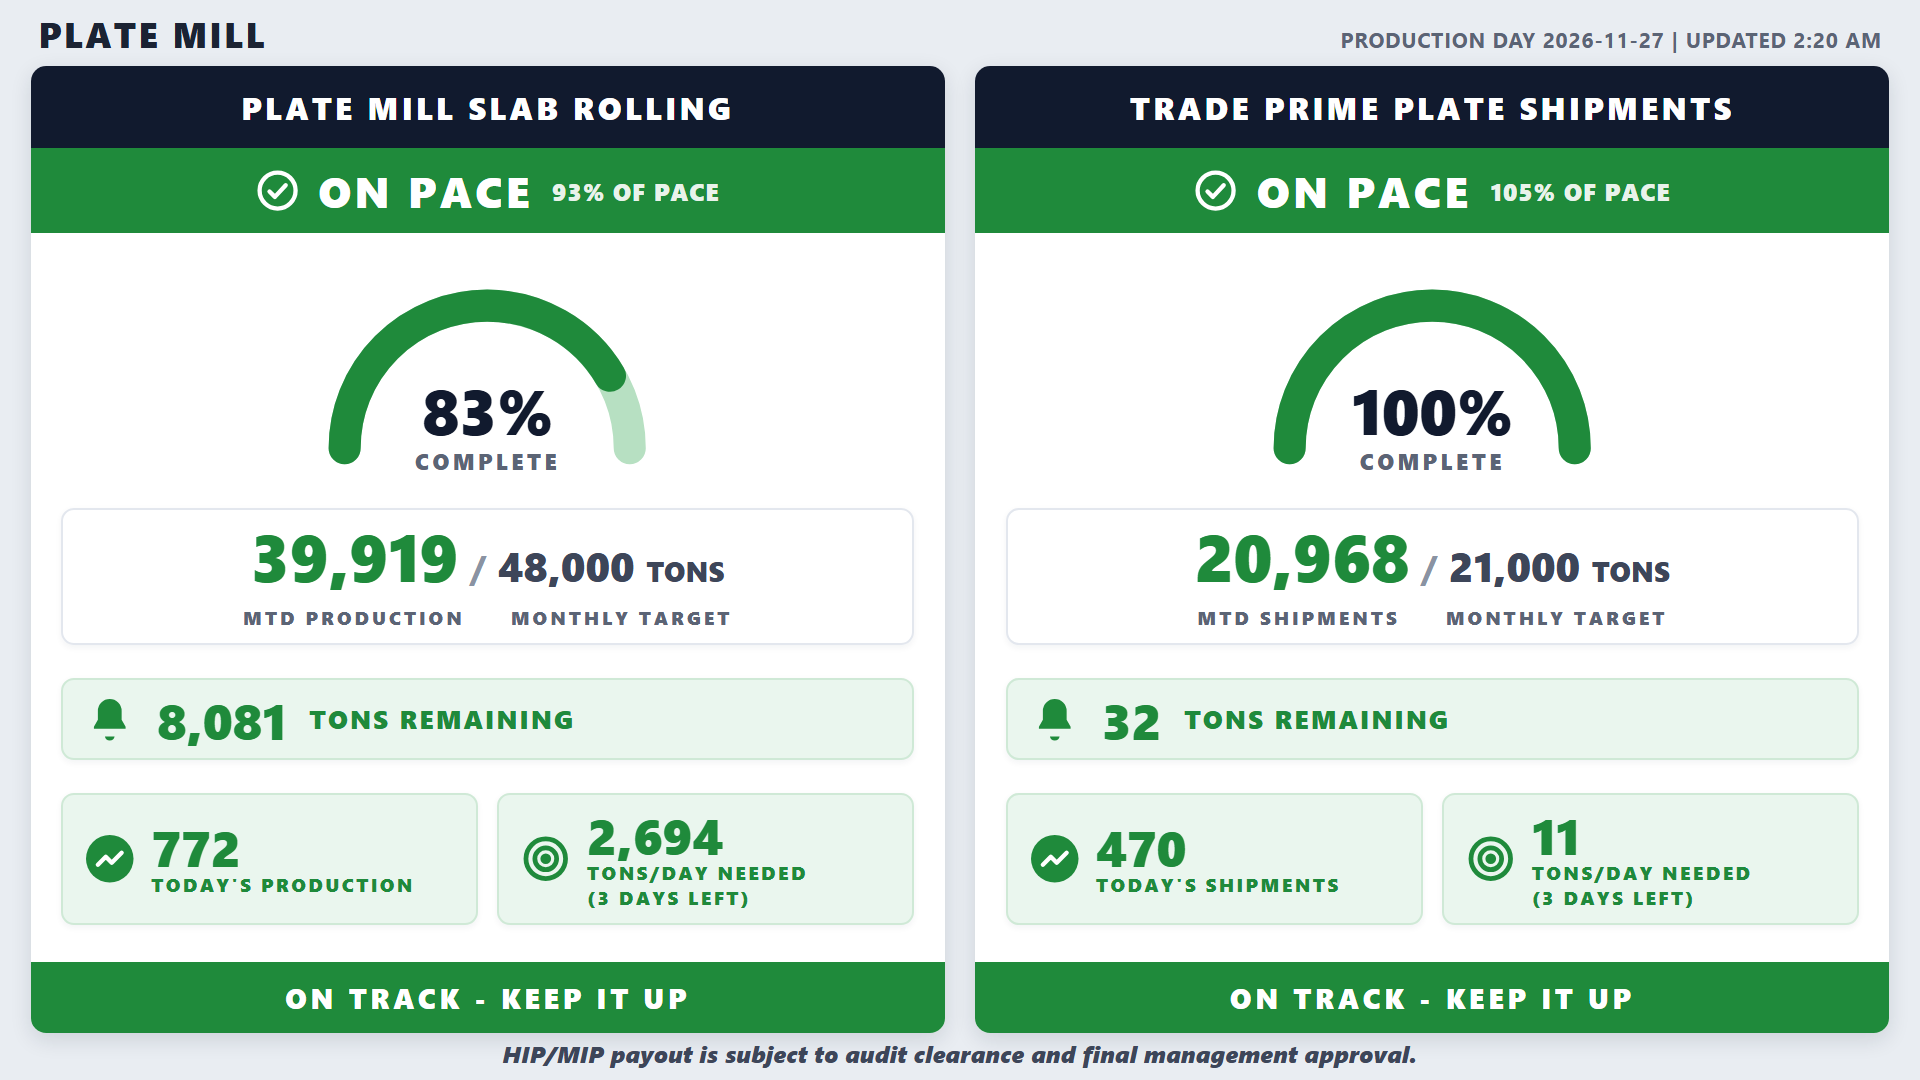 PLATE MILL
PRODUCTION DAY 2026-11-27 | UPDATED 2:20 AM
PLATE MILL SLAB ROLLING
ON PACE 93% OF PACE
83%
COMPLETE
39,919 / 48,000 TONS
MTD PRODUCTION MONTHLY TARGET
8,081 TONS REMAINING
772
TODAY'S PRODUCTION
2,694
TONS/DAY NEEDED
(3 DAYS LEFT)
ON TRACK - KEEP IT UP
TRADE PRIME PLATE SHIPMENTS
ON PACE 105% OF PACE
100%
COMPLETE
20,968 / 21,000 TONS
MTD SHIPMENTS MONTHLY TARGET
32 TONS REMAINING
470
TODAY'S SHIPMENTS
11
TONS/DAY NEEDED
(3 DAYS LEFT)
ON TRACK - KEEP IT UP
HIP/MIP payout is subject to audit clearance and final management approval.